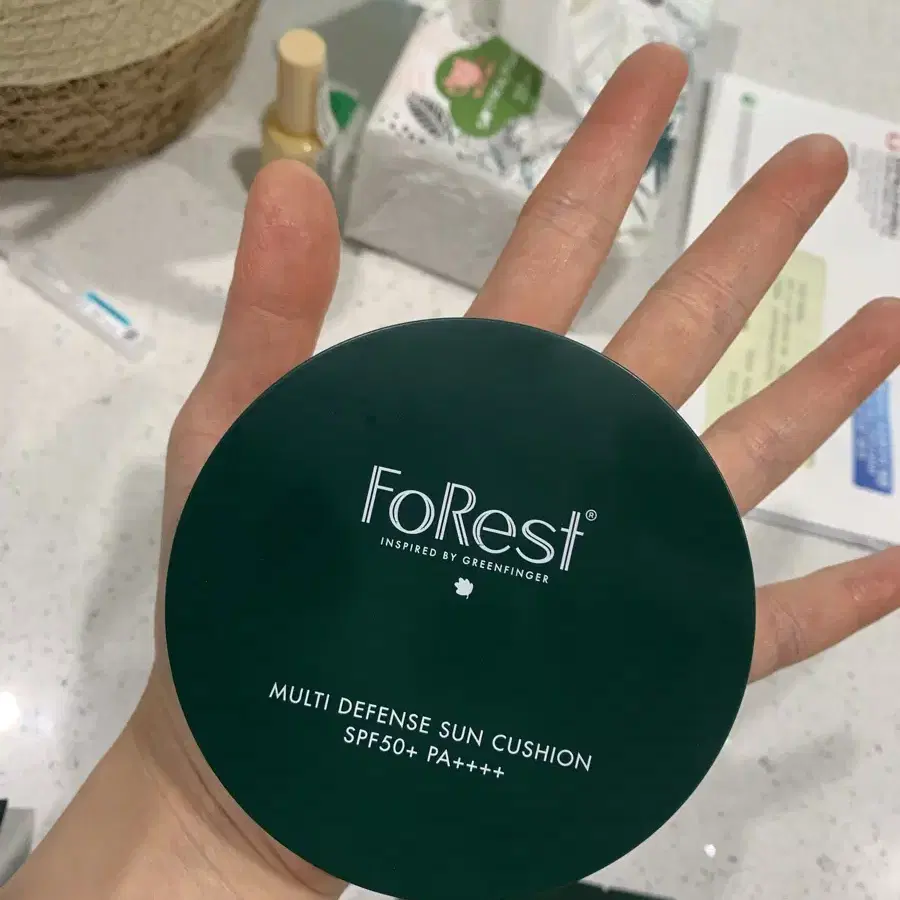 FoRest®
INSPIRED BY GREENFINGER
MULTI DEFENSE SUN CUSHION
SPF50+ PA++++